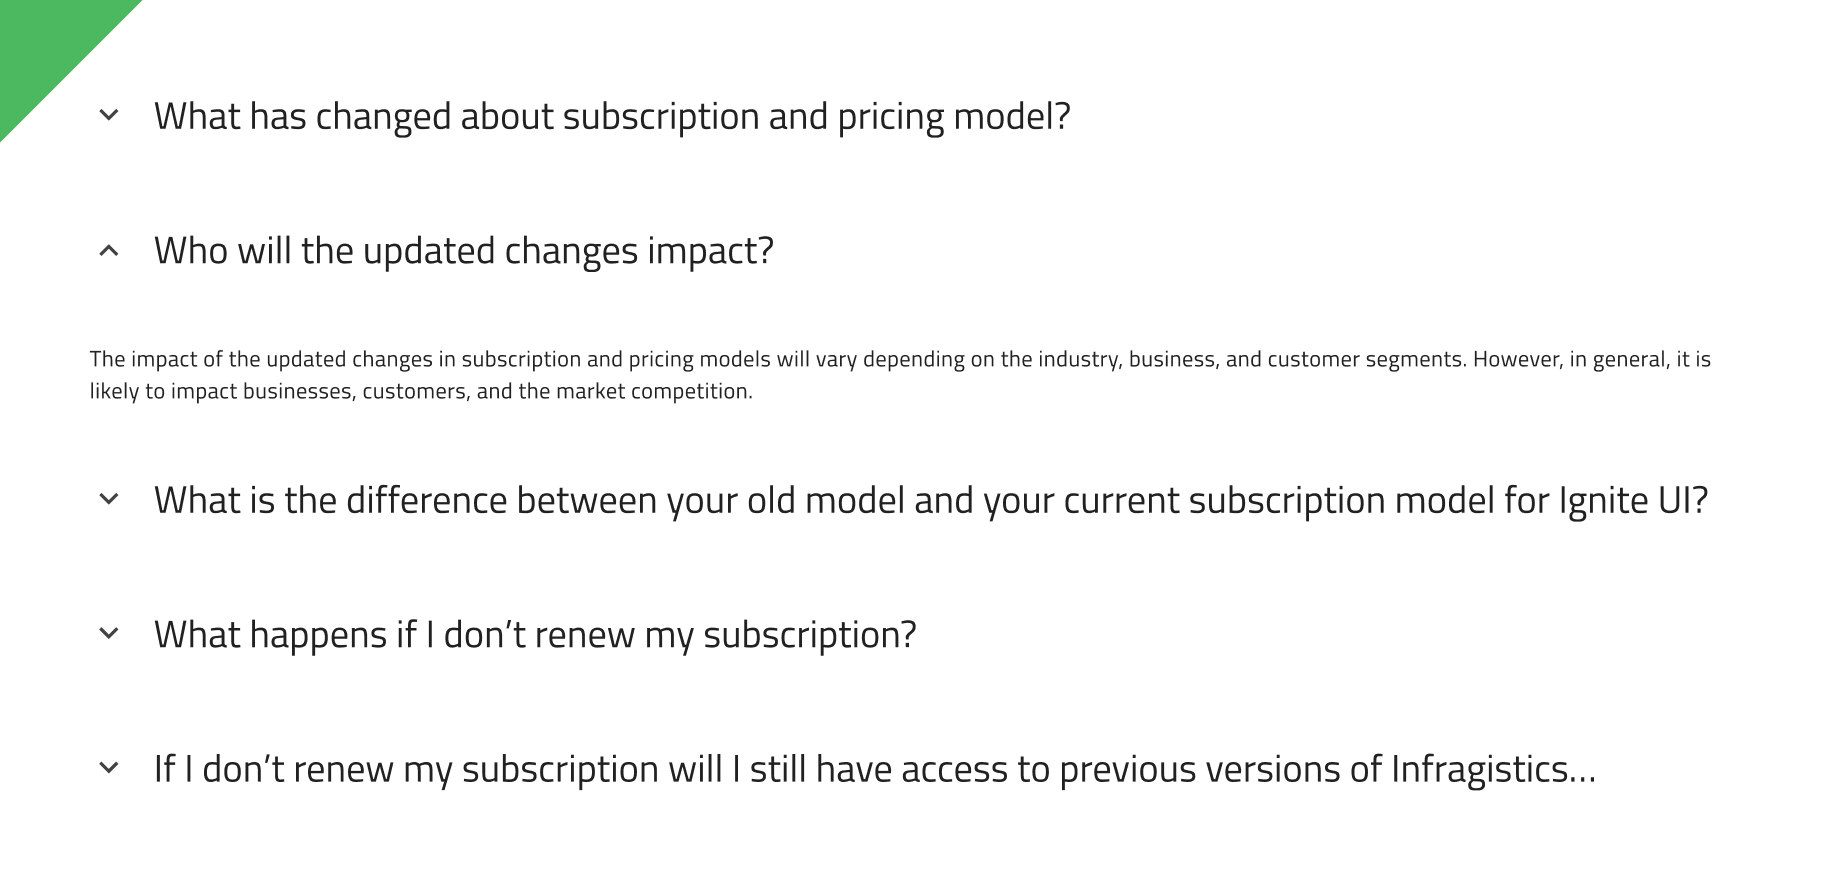 What has changed about subscription and pricing model?
Who will the updated changes impact?
The impact of the updated changes in subscription and pricing models will vary depending on the industry, business, and customer segments. However, in general, it is
likely to impact businesses, customers, and the market competition.
What is the difference between your old model and your current subscription model for Ignite UI?
What happens if I don’t renew my subscription?
If I don’t renew my subscription will I still have access to previous versions of Infragistics...